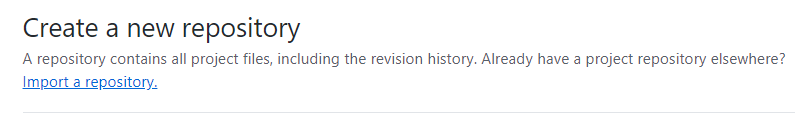 Create a new repository
A repository contains all project files, including the revision history. Already have a project repository elsewhere?
Import a repository.